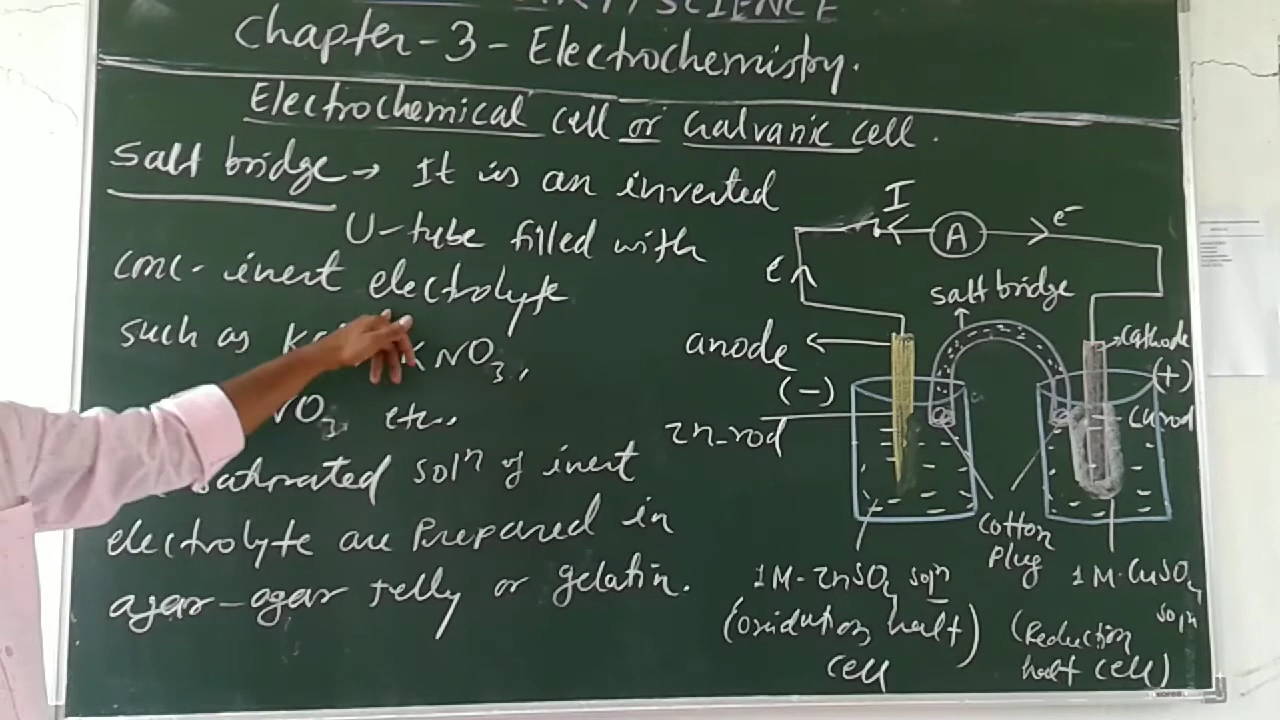 SCIENCE
Chapter-3-Electrochemistry.
Electrochemical cell or Galvanic cell.
Salt bridge → It is an inverted
U-tube filled with
conc- inert electrolyte
such as KNO3,
etc..
saturated solⁿ of inert
electrolyte are Prepared in
agar-agar Jelly or gelatin.
I
A
e-
e
salt bridge
anode
(-)
Zn-rod
cathode
(+)
Cu rod
Cotton
Plug
1M-ZnSO4 solⁿ
(oxidation half)
cell
1M-CuSO4
solⁿ
(Reduction
half cell)